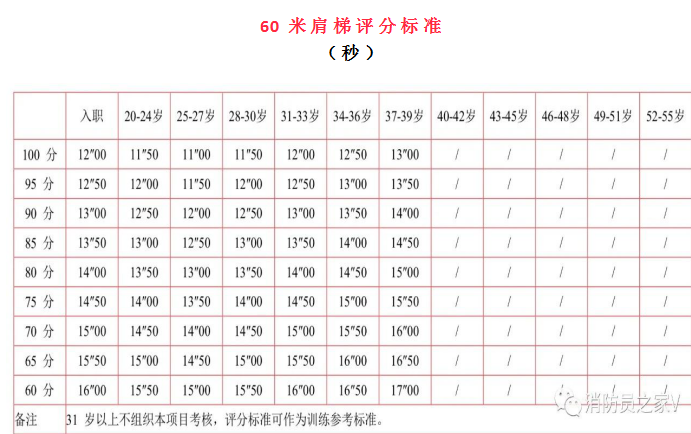 60 米肩梯评分标准
（秒）
入职 20-24岁 25-27岁 28-30岁 31-33岁 34-36岁 37-39岁 40-42岁 43-45岁 46-48岁 49-51岁 52-55岁
100 分 12″00 11″50 11″00 11″50 12″00 12″50 13″00 / / / / /
95 分 12″50 12″00 11″50 12″00 12″50 13″00 13″50 / / / / /
90 分 13″00 12″50 12″00 12″50 13″00 13″50 14″00 / / / / /
85 分 13″50 13″00 12″50 13″00 13″50 14″00 14″50 / / / / /
80 分 14″00 13″50 13″00 13″50 14″00 14″50 15″00 / / / / /
75 分 14″50 14″00 13″50 14″00 14″50 15″00 15″50 / / / / /
70 分 15″00 14″50 14″00 14″50 15″00 15″50 16″00 / / / / /
65 分 15″50 15″00 14″50 15″00 15″50 16″00 16″50 / / / / /
60 分 16″00 15″50 15″00 15″50 16″00 16″50 17″00 / / / / /
备注 31 岁以上不组织本项目考核，评分标准可作为训练参考标准。
消防员之家V